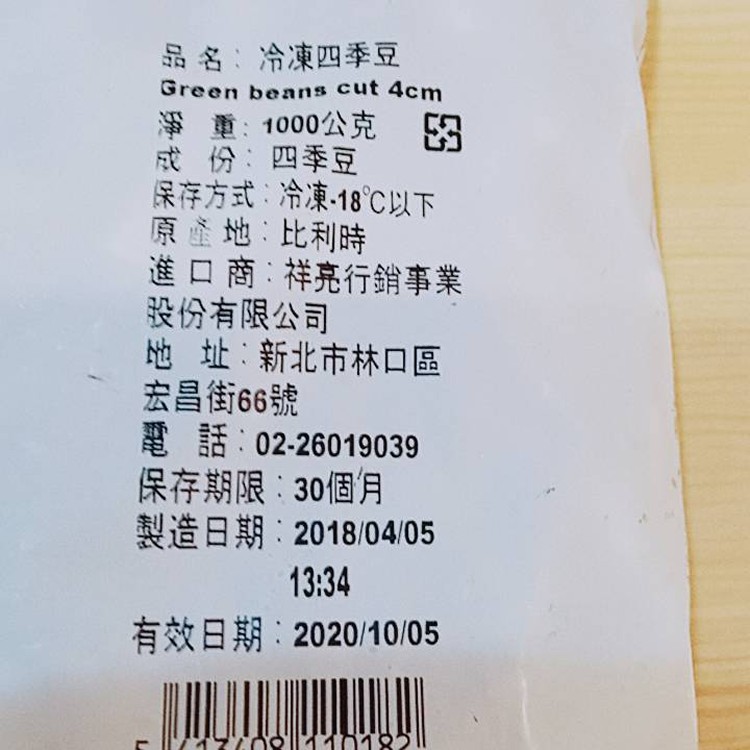 品名：冷凍四季豆
Green beans cut 4cm
淨 重：1000公克
成 份：四季豆
保存方式：冷凍-18℃以下
原產地：比利時
進口商：祥亮行銷事業
股份有限公司
地 址：新北市林口區
宏昌街66號
電 話：02-26019039
保存期限：30個月
製造日期：2018/04/05
13:34
有效日期：2020/10/05
5 413408 110182